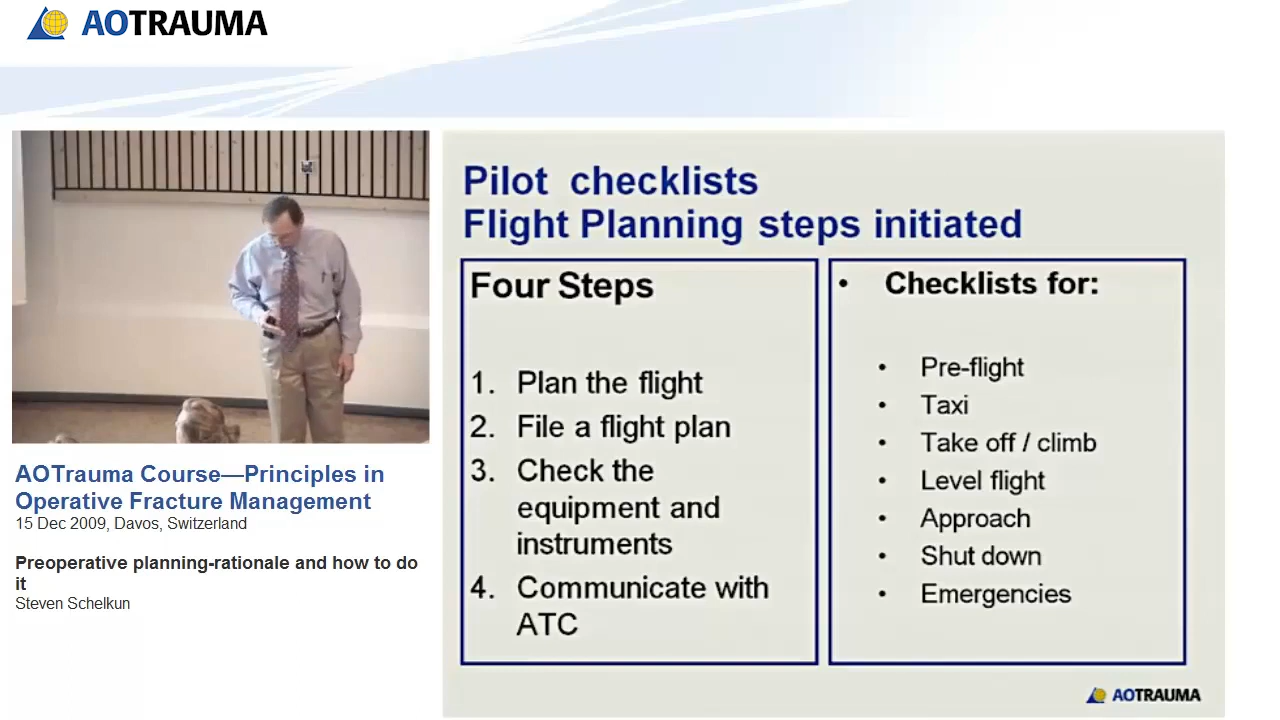 AOTRAUMA
AOTrauma Course—Principles in
Operative Fracture Management
15 Dec 2009, Davos, Switzerland
Preoperative planning-rationale and how to do
it
Steven Schelkun
Pilot checklists
Flight Planning steps initiated
Four Steps
1. Plan the flight
2. File a flight plan
3. Check the
equipment and
instruments
4. Communicate with
ATC
• Checklists for:
• Pre-flight
• Taxi
• Take off / climb
• Level flight
• Approach
• Shut down
• Emergencies
AOTRAUMA